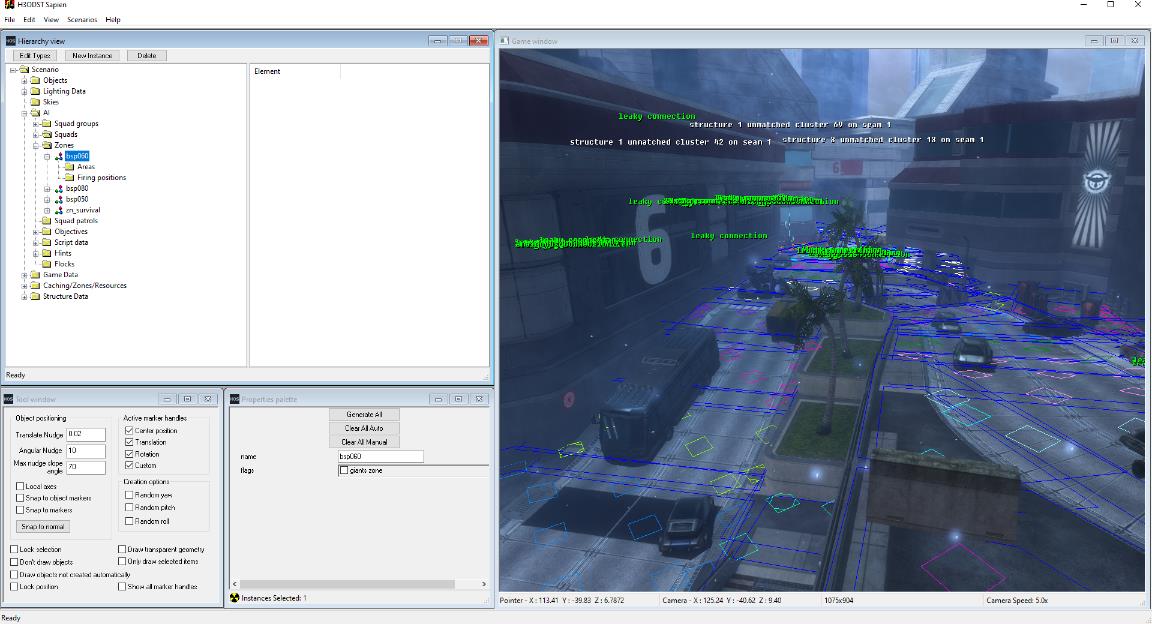 H3ODST Sapien
File Edit View Scenarios Help
Hierarchy view
Edit Types New Instance Delete
Scenario
Objects
Lighting Data
Skies
AI
Squad groups
Squads
Zones
bsp060
Areas
Firing positions
bsp080
bsp050
zn_survival
Squad patrols
Objectives
Script data
Hints
Flocks
Game Data
Caching/Zones/Resources
Structure Data
Element
Ready
Game window
leaky connection
structure 1 unmatched cluster 69 on seam 1
structure 1 unmatched cluster 42 on seam 1
structure 3 unmatched cluster 13 on seam 1
6
leaky connection
6
Tool window
Object positioning
Translate Nudge 0.02
Angular Nudge 10
Max nudge slope angle 70
Local axes
Snap to object markers
Snap to markers
Snap to normal
Active marker handles
Center position
Translation
Rotation
Custom
Creation options
Random yaw
Random pitch
Random roll
Lock selection
Don't draw objects
Draw objects not created automatically
Lock position
Draw transparent geometry
Only draw selected items
Show all marker handles
Properties palette
Generate All
Clear All Auto
Clear All Manual
name bsp060
flags giants zone
Instances Selected: 1
Pointer - X : 113.41 Y : -39.83 Z : 6.7872
Camera - X : 125.24 Y : -40.62 Z : 9.40
1075x904
Camera Speed: 5.0x
Ready